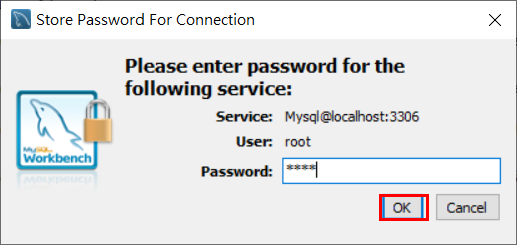 Store Password For Connection
Please enter password for the
following service:
Service: Mysql@localhost:3306
User: root
Password: ****
MySQL
Workbench
OK Cancel